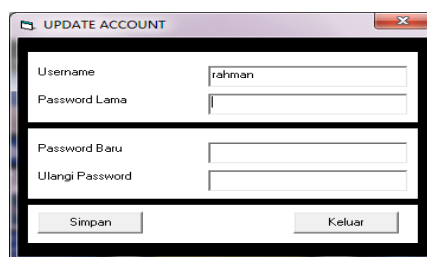 UPDATE ACCOUNT
Username rahman
Password Lama
Password Baru
Ulangi Password
Simpan Keluar